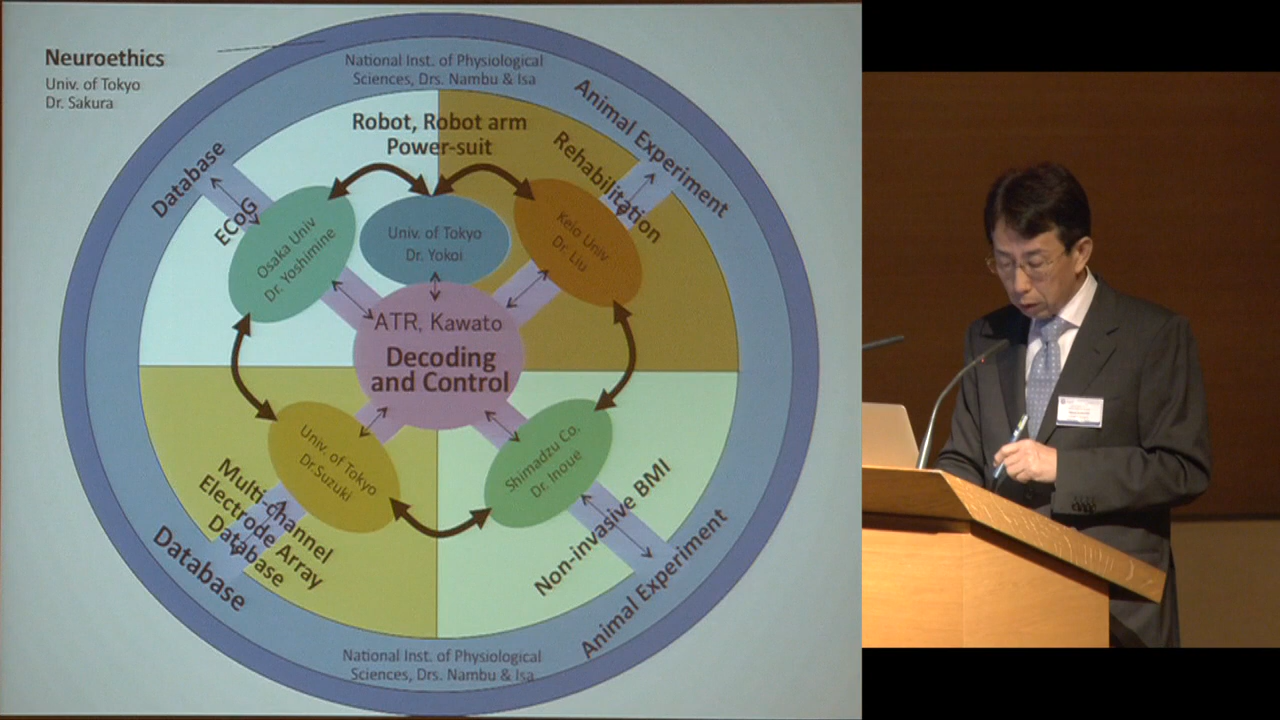 Neuroethics
Univ. of Tokyo
Dr. Sakura
National Inst. of Physiological
Sciences, Drs. Nambu & Isa
Animal Experiment
Database
Robot, Robot arm
Power-suit
Rehabilitation
ECoG
Osaka Univ
Dr. Yoshimine
Univ. of Tokyo
Dr. Yokoi
Keio Univ
Dr. Liu
ATR, Kawato
Decoding
and Control
Univ. of Tokyo
Dr.Suzuki
Shimadzu Co.
Dr. Inoue
Multi-channel
Electrode Array
Database
Database
Non-invasive BMI
Database
Animal Experiment
National Inst. of Physiological
Sciences, Drs. Nambu & Isa